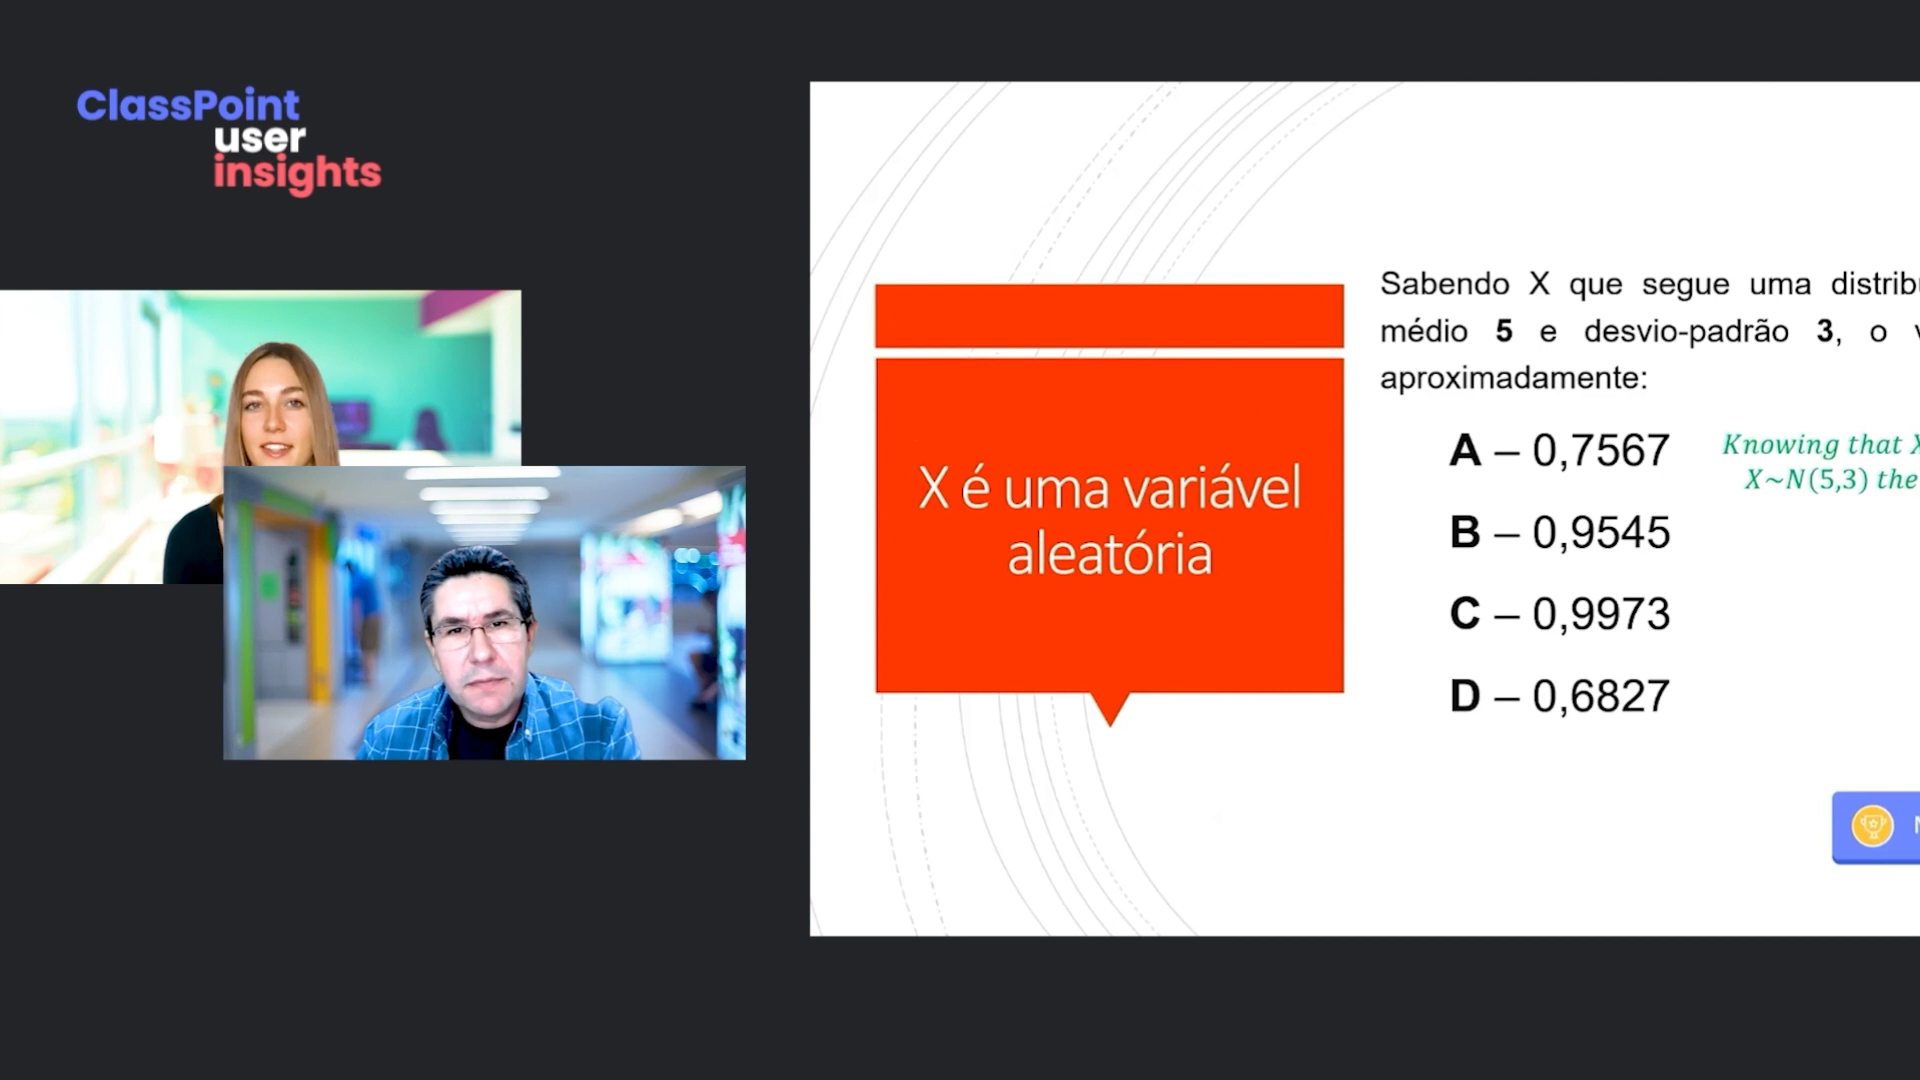 ClassPoint
user
insights
X é uma variável
aleatória
Sabendo X que segue uma
médio 5 e desvio-padrão 3, o
aproximadamente:
A – 0,7567
Knowing that X
X~N(5,3) the
B – 0,9545
C – 0,9973
D – 0,6827